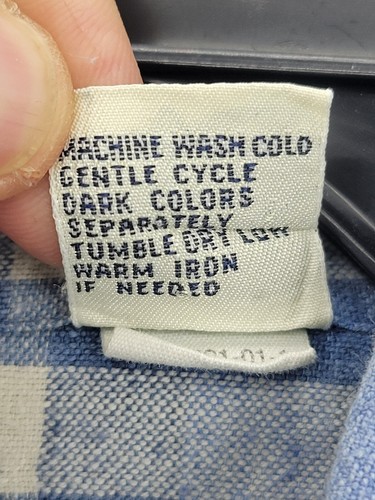 MACHINE WASH COLD
GENTLE CYCLE
DARK COLORS
SEPARATELY
TUMBLE DRY LOW
WARM IRON
IF NEEDED